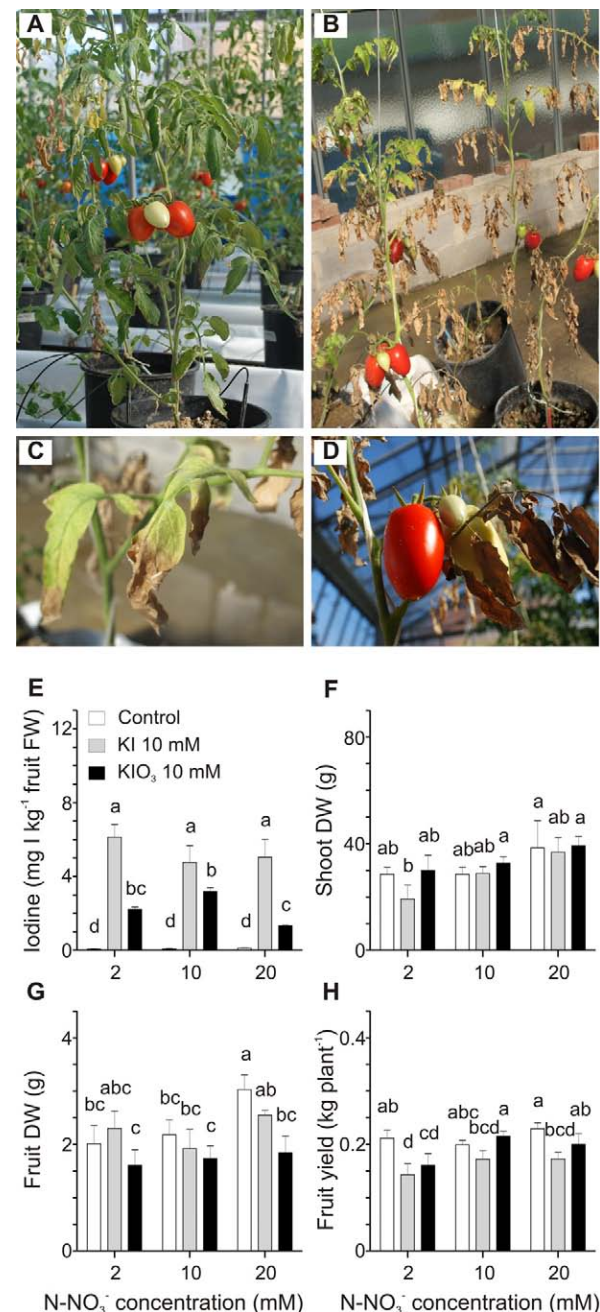 A
B
C
D
E
F
Iodine (mg I kg⁻¹ fruit FW)
12
8
4
0
Control
KI 10 mM
KIO₃ 10 mM
d a bc d a b d a c
2 10 20
Shoot DW (g)
80
40
0
ab b ab ab ab a a ab a
2 10 20
G
H
Fruit DW (g)
4
2
0
bc abc c bc bc c a ab bc
2 10 20
N-NO₃⁻ concentration (mM)
Fruit yield (kg plant⁻¹)
0.4
0.2
0
ab d cd abc bcd a a bcd ab
2 10 20
N-NO₃⁻ concentration (mM)